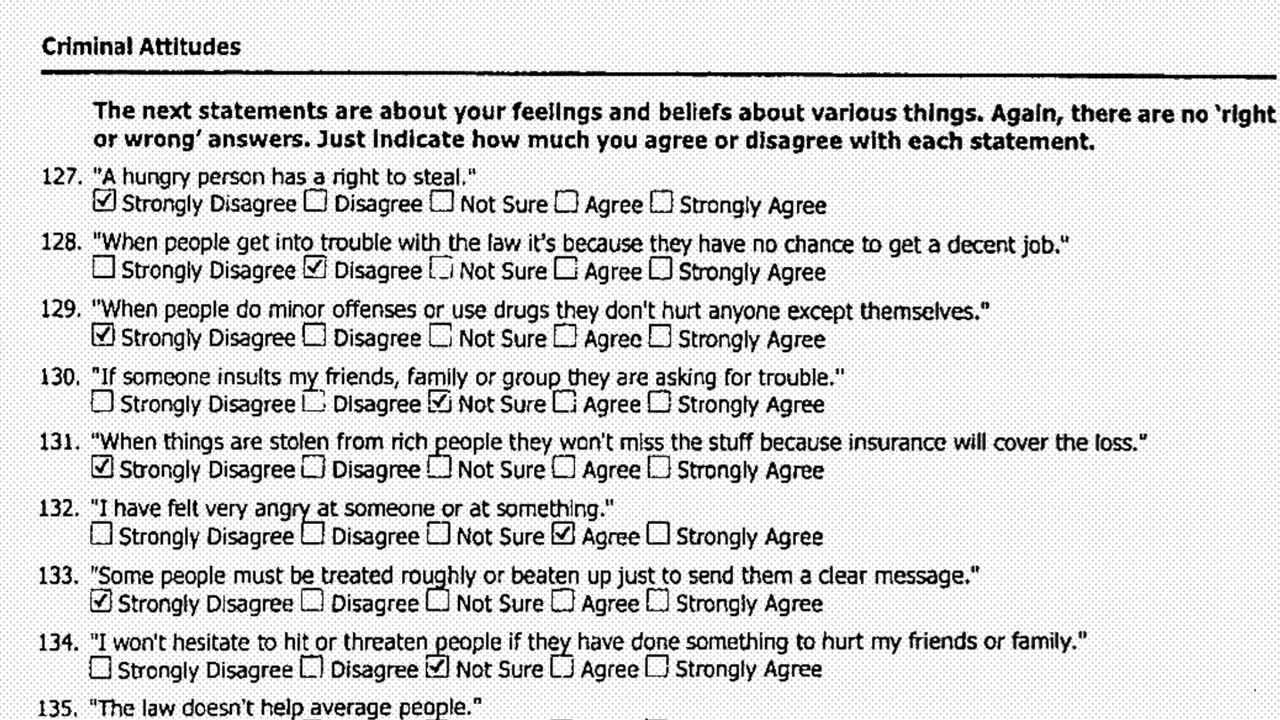 Criminal Attitudes
The next statements are about your feelings and beliefs about various things. Again, there are no 'right
or wrong' answers. Just indicate how much you agree or disagree with each statement.
127. "A hungry person has a right to steal."
☑ Strongly Disagree ☐ Disagree ☐ Not Sure ☐ Agree ☐ Strongly Agree
128. "When people get into trouble with the law it's because they have no chance to get a decent job."
☐ Strongly Disagree ☑ Disagree ☐ Not Sure ☐ Agree ☐ Strongly Agree
129. "When people do minor offenses or use drugs they don't hurt anyone except themselves."
☑ Strongly Disagree ☐ Disagree ☐ Not Sure ☐ Agree ☐ Strongly Agree
130. "If someone insults my friends, family or group they are asking for trouble."
☐ Strongly Disagree ☐ Disagree ☑ Not Sure ☐ Agree ☐ Strongly Agree
131. "When things are stolen from rich people they won't miss the stuff because insurance will cover the loss."
☑ Strongly Disagree ☐ Disagree ☐ Not Sure ☐ Agree ☐ Strongly Agree
132. "I have felt very angry at someone or at something."
☐ Strongly Disagree ☐ Disagree ☐ Not Sure ☑ Agree ☐ Strongly Agree
133. "Some people must be treated roughly or beaten up just to send them a clear message."
☑ Strongly Disagree ☐ Disagree ☐ Not Sure ☐ Agree ☐ Strongly Agree
134. "I won't hesitate to hit or threaten people if they have done something to hurt my friends or family."
☐ Strongly Disagree ☐ Disagree ☑ Not Sure ☐ Agree ☐ Strongly Agree
135. "The law doesn't help average people."